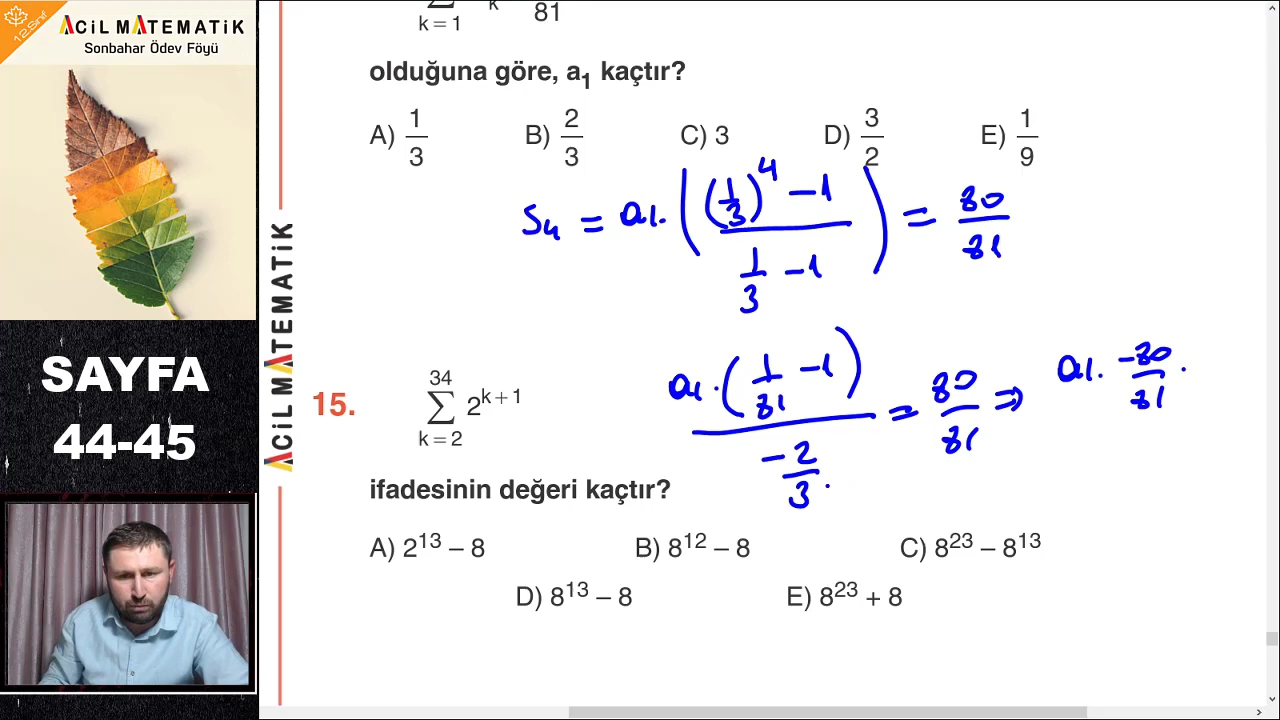 12.Sınıf
ACiL MATEMATiK
Sonbahar Ödev Föyü
SAYFA
44-45
ACiL MATEMATiK
k = 1
k
81
olduğuna göre, a1 kaçtır?
A) 1/3 B) 2/3 C) 3 D) 3/2 E) 1/9
S4 = a1. ( ((1/3)^4 - 1) / (1/3 - 1) ) = 80/81
a1 . (1/81 - 1) / (-2/3) = 80/81 ⇒ a1. -80/81 .
15. 34 ∑ k = 2 2^{k + 1}
ifadesinin değeri kaçtır?
A) 2^13 – 8 B) 8^12 – 8 C) 8^23 – 8^13
D) 8^13 – 8 E) 8^23 + 8